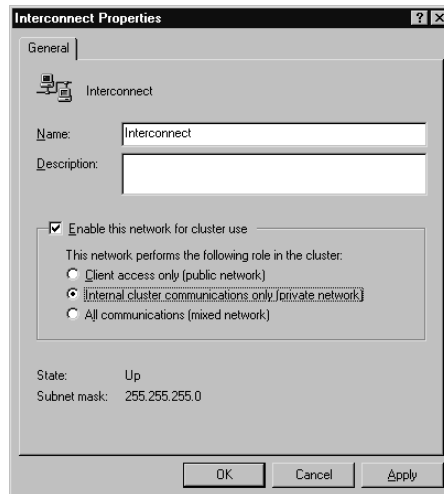 Interconnect Properties
General
Interconnect
Name: Interconnect
Description:
Enable this network for cluster use
This network performs the following role in the cluster:
Client access only (public network)
Internal cluster communications only (private network)
All communications (mixed network)
State: Up
Subnet mask: 255.255.255.0
OK Cancel Apply